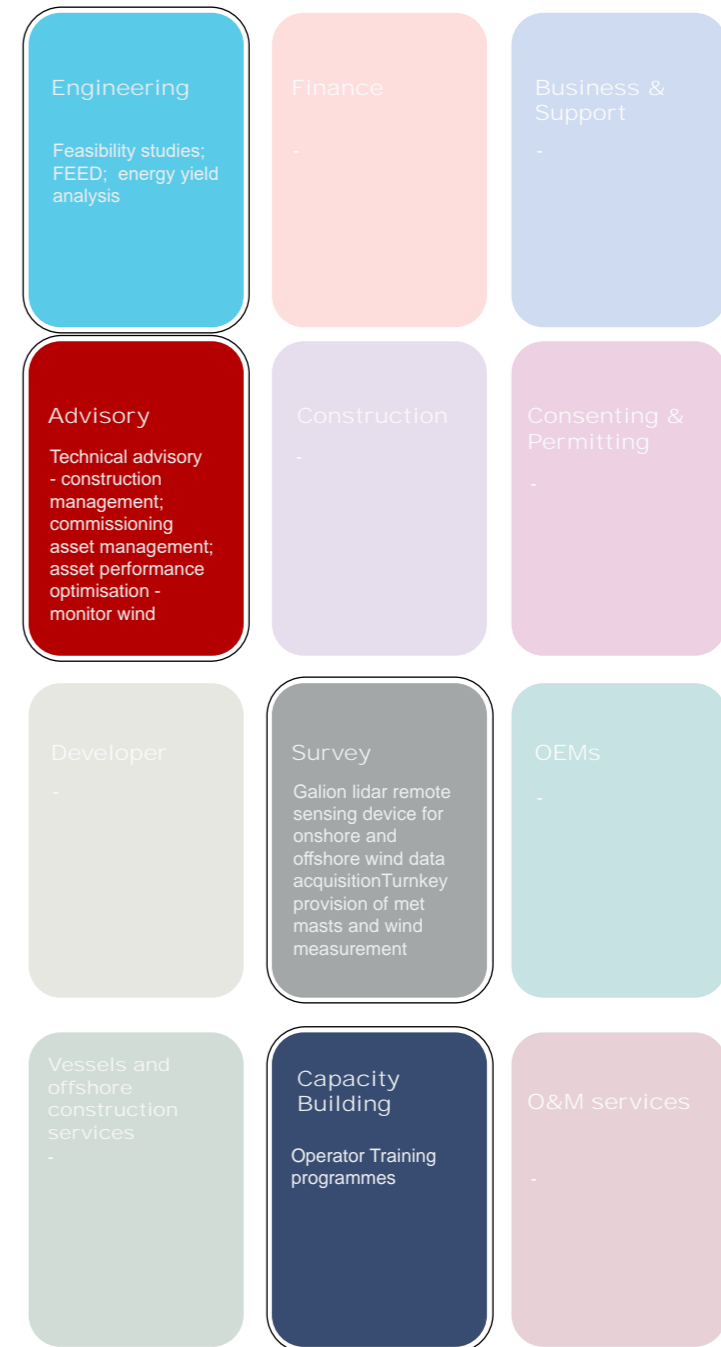 Engineering
Feasibility studies;
FEED;  energy yield
analysis
Finance
-
Business &
Support
-
Advisory
Technical advisory
- construction
management;
commissioning
asset management;
asset performance
optimisation -
monitor wind
Construction
-
Consenting &
Permitting
-
Developer
-
Survey
Galion lidar remote
sensing device for
onshore and
offshore wind data
acquisitionTurnkey
provision of met
masts and wind
measurement
OEMs
-
Vessels and
offshore
construction
services
-
Capacity
Building
Operator Training
programmes
O&M services
-